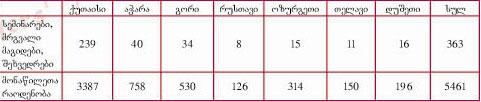 ქუთაისი აჭარა გორი რუსთავი ოზურგეთი თელავი დუშეთი სულ
სემინარები,
მრგვალი
მაგიდები,
შეხვედრები
239 40 34 8 15 11 16 363
მონაწილეთა
რაოდენობა
3387 758 530 126 314 150 196 5461